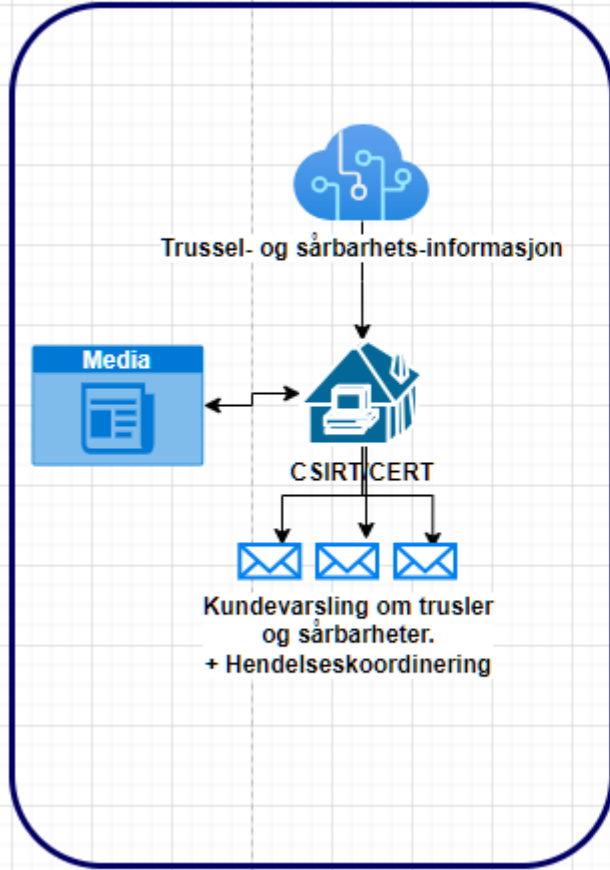 Trussel- og sårbarhets-informasjon
Media
CSIRT/CERT
Kundevarsling om trusler
og sårbarheter.
+ Hendelseskoordinering